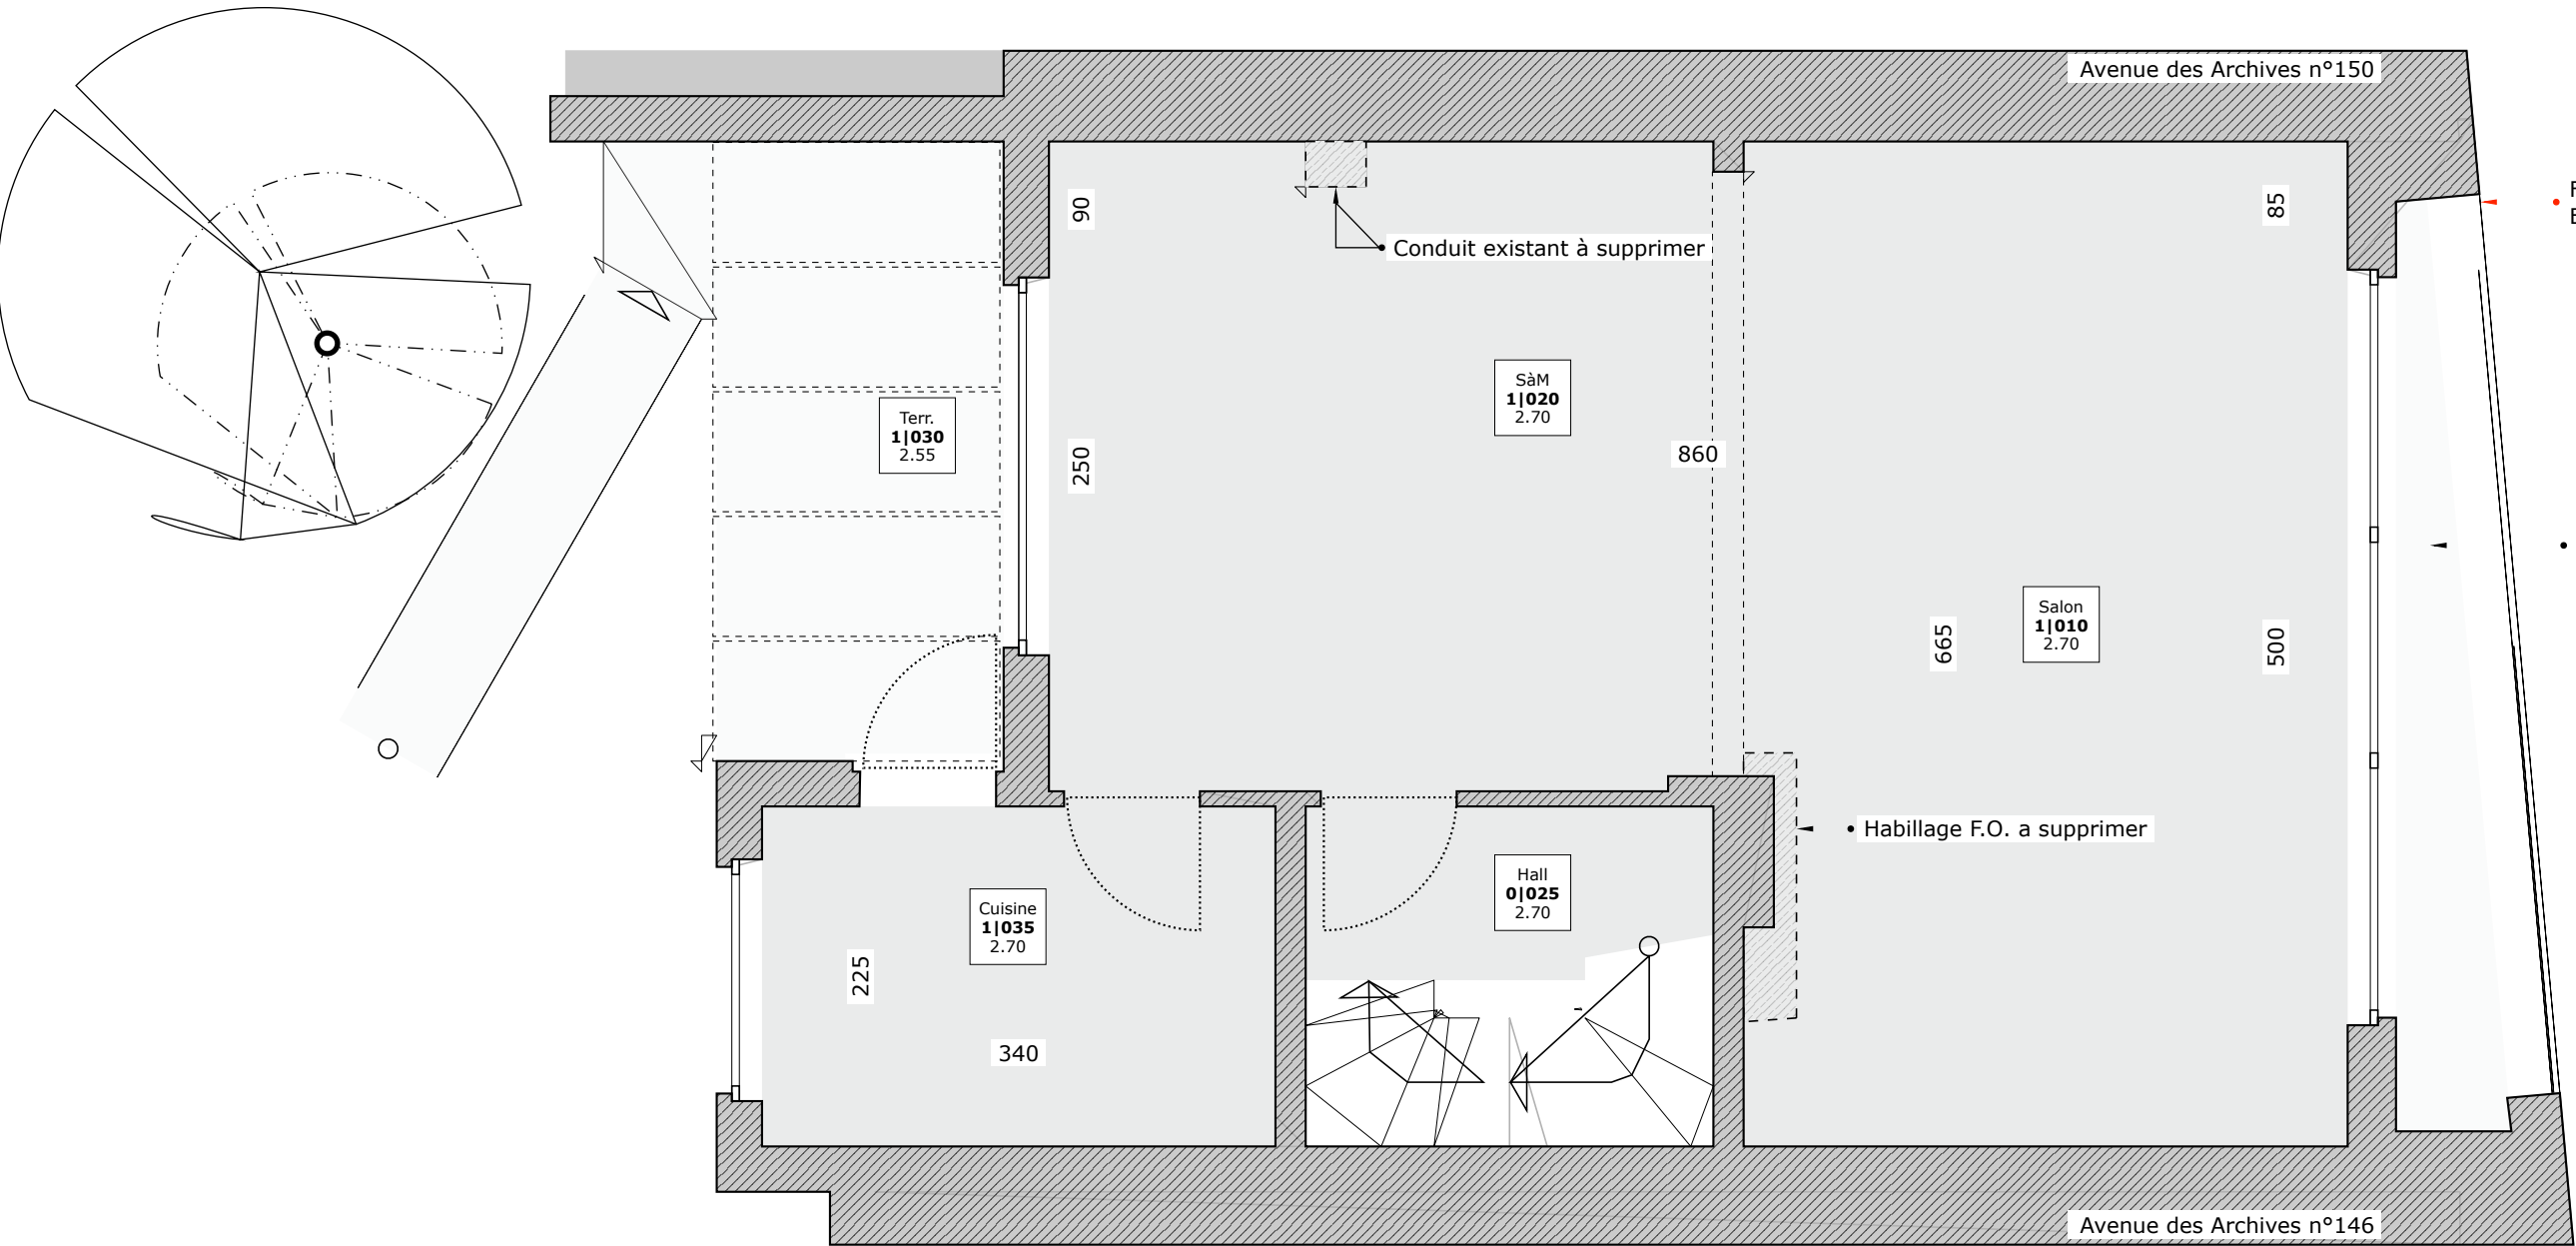 Avenue des Archives n°150
90
85
Conduit existant à supprimer
SàM
1|020
2.70
Terr.
1|030
2.55
250
860
Salon
1|010
2.70
665
500
Habillage F.O. a supprimer
Hall
0|025
2.70
Cuisine
1|035
2.70
225
340
Avenue des Archives n°146